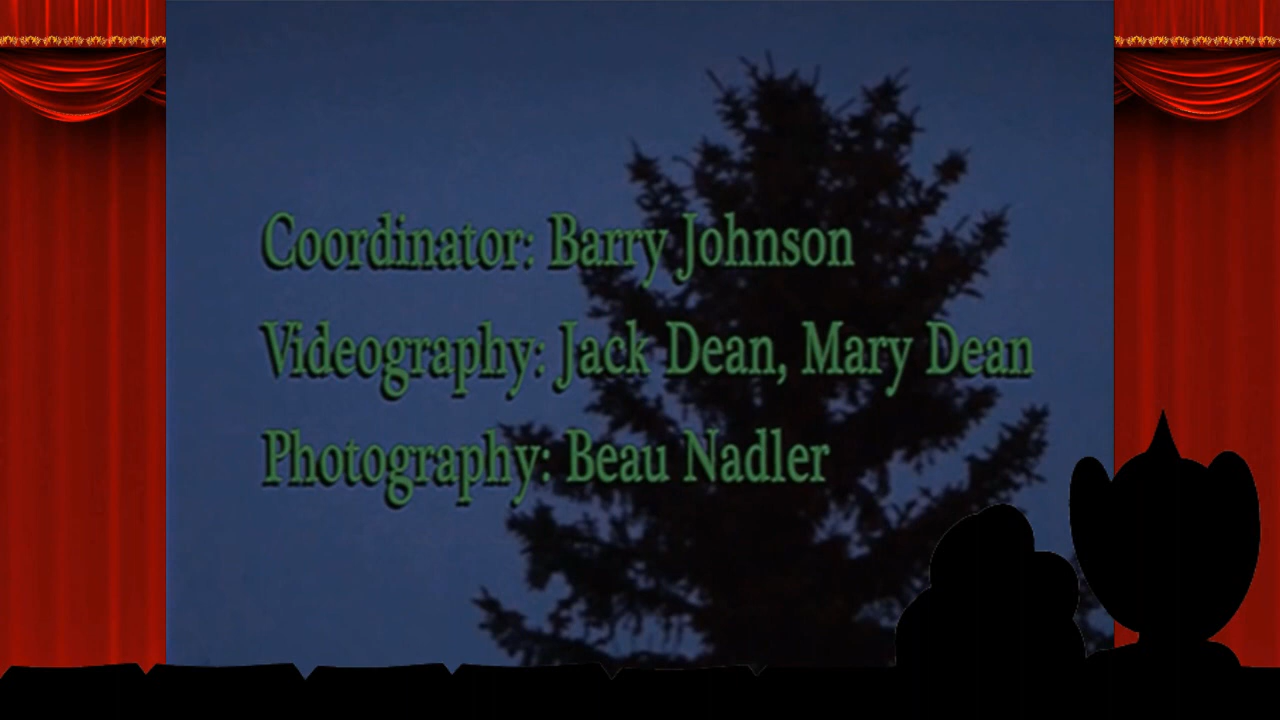 Coordinator: Barry Johnson
Videography: Jack Dean, Mary Dean
Photography: Beau Nadler